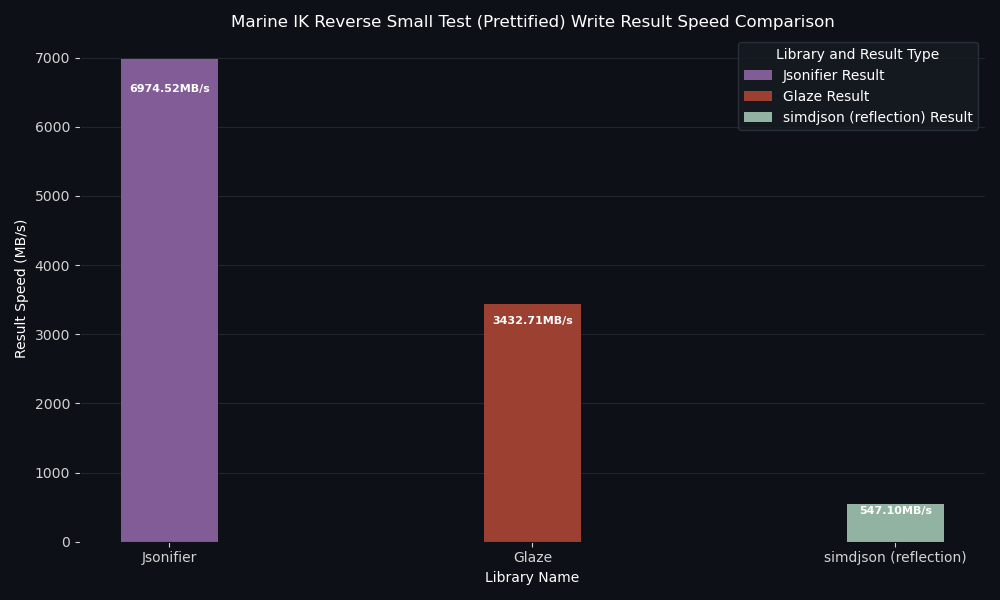 Marine IK Reverse Small Test (Prettified) Write Result Speed Comparison
Library and Result Type
Jsonifier Result
Glaze Result
simdjson (reflection) Result
Result Speed (MB/s)
7000
6000
5000
4000
3000
2000
1000
0
6974.52MB/s
3432.71MB/s
547.10MB/s
Jsonifier
Glaze
simdjson (reflection)
Library Name